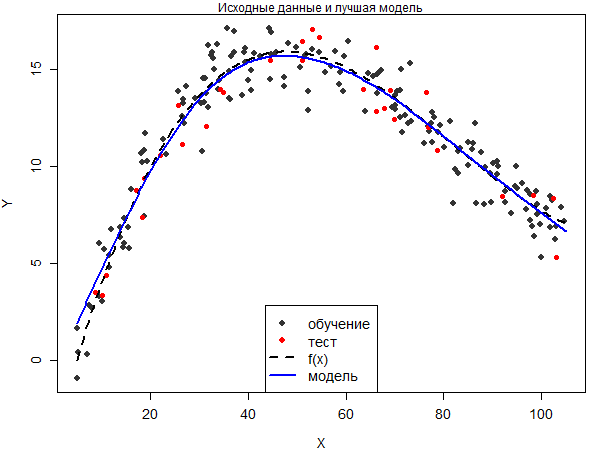 Исходные данные и лучшая модель
15
10
5
0
Y
обучение
тест
f(x)
модель
20
40
60
80
100
X